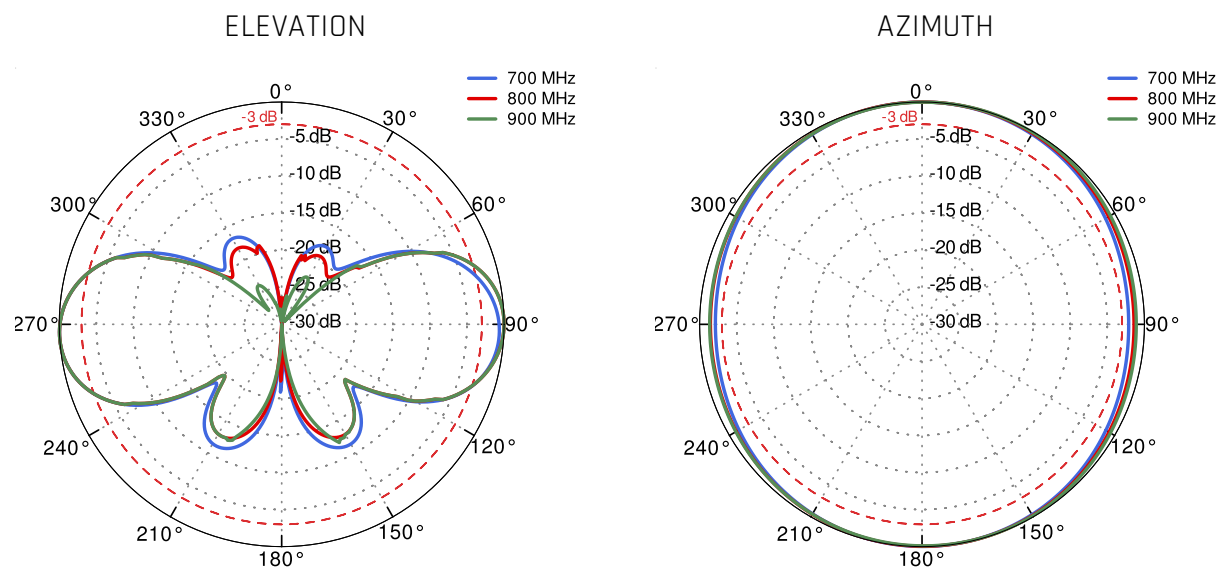 ELEVATION
700 MHz
800 MHz
900 MHz
0°
330°
-3 dB
30°
-5 dB
-10 dB
300°
60°
-15 dB
-20 dB
-25 dB
270°
-30 dB
90°
240°
120°
210°
150°
180°
AZIMUTH
700 MHz
800 MHz
900 MHz
0°
330°
-3 dB
30°
-5 dB
-10 dB
300°
60°
-15 dB
-20 dB
-25 dB
270°
-30 dB
90°
240°
120°
210°
150°
180°